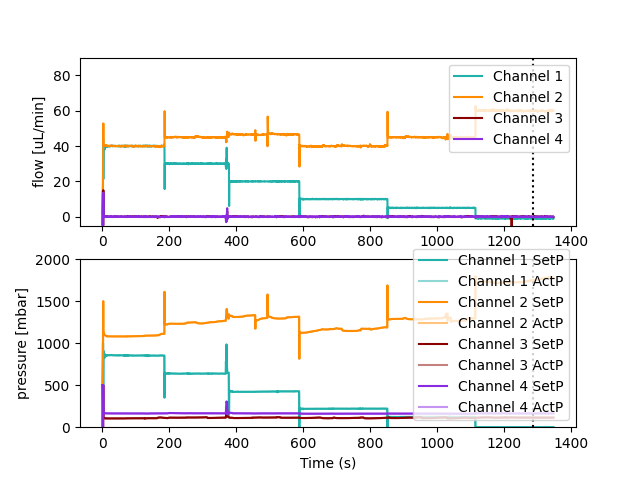 flow [uL/min]
80
60
40
20
0
Channel 1
Channel 2
Channel 3
Channel 4
0 200 400 600 800 1000 1200 1400
pressure [mbar]
2000
1500
1000
500
0
Channel 1 SetP
Channel 1 ActP
Channel 2 SetP
Channel 2 ActP
Channel 3 SetP
Channel 3 ActP
Channel 4 SetP
Channel 4 ActP
0 200 400 600 800 1000 1200 1400
Time (s)